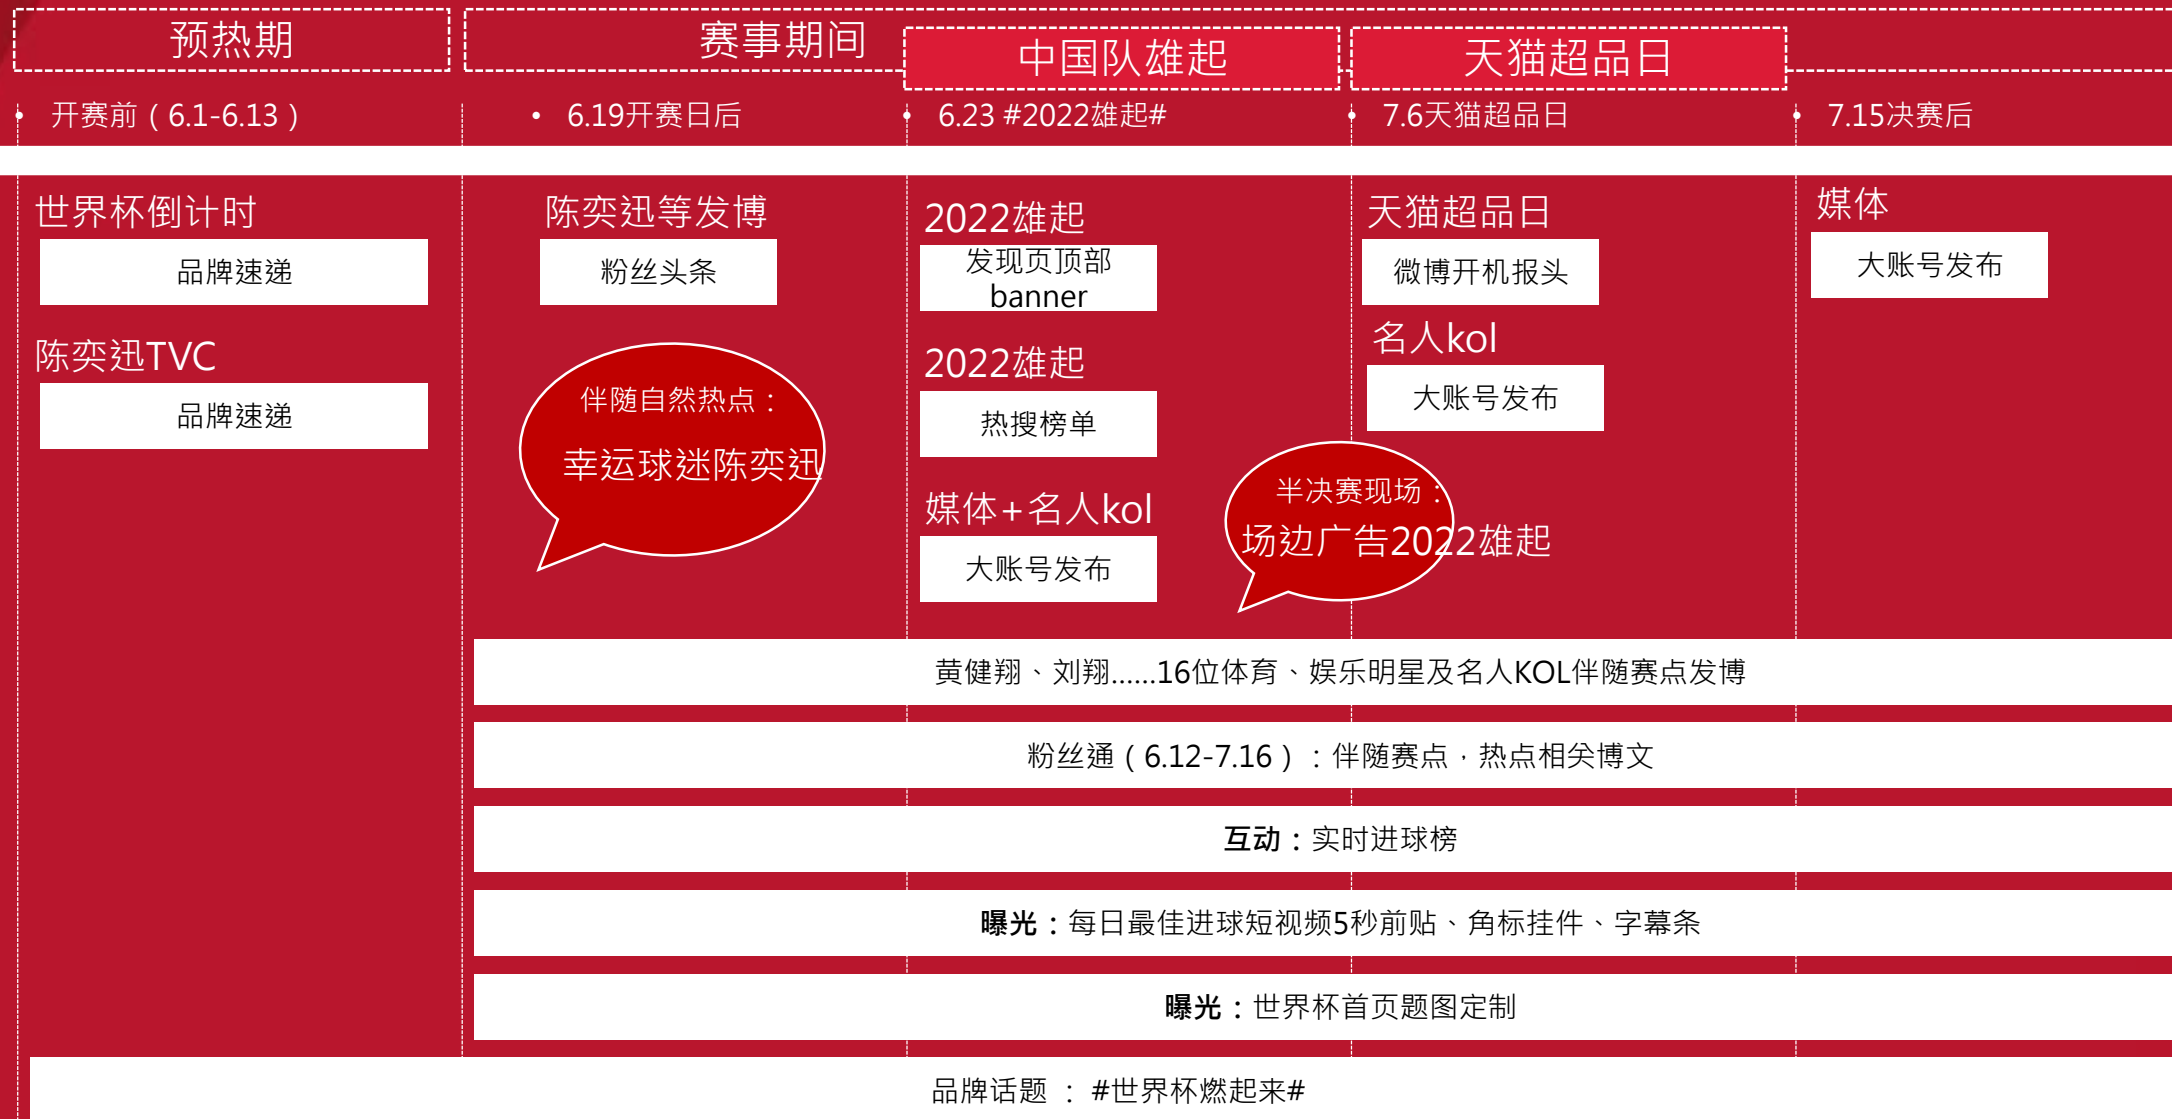 预热期
赛事期间
中国队雄起
天猫超品日
• 开赛前（6.1-6.13）
• 6.19开赛日后
• 6.23 #2022雄起#
• 7.6天猫超品日
• 7.15决赛后
世界杯倒计时
品牌速递
陈奕迅TVC
品牌速递
陈奕迅等发博
粉丝头条
伴随自然热点：
幸运球迷陈奕迅
2022雄起
发现页顶部
banner
2022雄起
热搜榜单
媒体+名人kol
大账号发布
天猫超品日
微博开机报头
名人kol
大账号发布
半决赛现场：
场边广告2022雄起
媒体
大账号发布
黄健翔、刘翔......16位体育、娱乐明星及名人KOL伴随赛点发博
粉丝通（6.12-7.16）：伴随赛点，热点相关博文
互动：实时进球榜
曝光：每日最佳进球短视频5秒前贴、角标挂件、字幕条
曝光：世界杯首页题图定制
品牌话题 ： #世界杯燃起来#